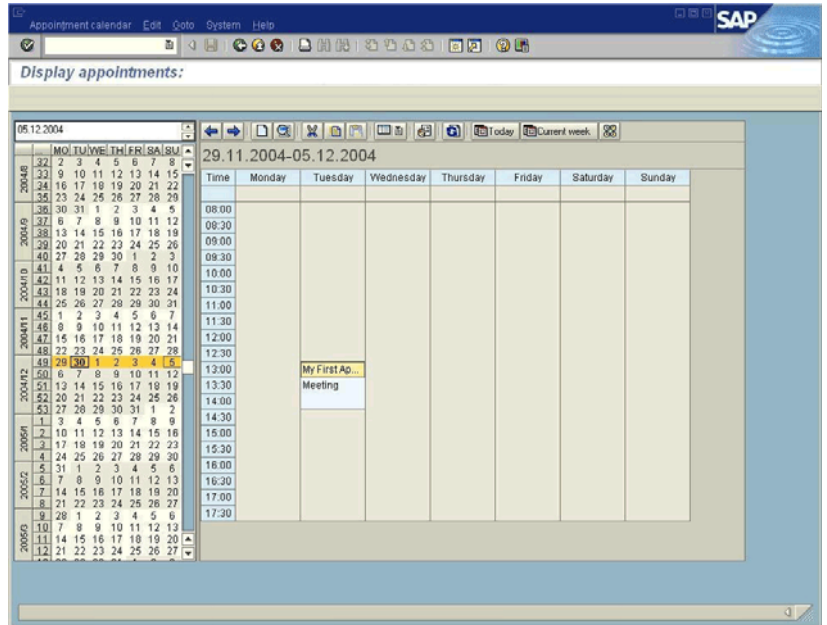 Appointment calendar Edit Goto System Help
SAP
Display appointments:
05.12.2004
Today Current week
29.11.2004-05.12.2004
MO TU WE TH FR SA SU
32 2 3 4 5 6 7 8
2004/8 33 9 10 11 12 13 14 15
34 16 17 18 19 20 21 22
35 23 24 25 26 27 28 29
36 30 31 1 2 3 4 5
2004/9 37 6 7 8 9 10 11 12
38 13 14 15 16 17 18 19
39 20 21 22 23 24 25 26
40 27 28 29 30 1 2 3
41 4 5 6 7 8 9 10
2004/10 42 11 12 13 14 15 16 17
43 18 19 20 21 22 23 24
44 25 26 27 28 29 30 31
45 1 2 3 4 5 6 7
2004/11 46 8 9 10 11 12 13 14
47 15 16 17 18 19 20 21
48 22 23 24 25 26 27 28
49 29 30 1 2 3 4 5
2004/12 50 6 7 8 9 10 11 12
51 13 14 15 16 17 18 19
52 20 21 22 23 24 25 26
53 27 28 29 30 31 1 2
1 3 4 5 6 7 8 9
2005/1 2 10 11 12 13 14 15 16
3 17 18 19 20 21 22 23
4 24 25 26 27 28 29 30
5 31 1 2 3 4 5 6
2005/2 6 7 8 9 10 11 12 13
7 14 15 16 17 18 19 20
8 21 22 23 24 25 26 27
9 28 1 2 3 4 5 6
2005/3 10 7 8 9 10 11 12 13
11 14 15 16 17 18 19 20
12 21 22 23 24 25 26 27
Time Monday Tuesday Wednesday Thursday Friday Saturday Sunday
08:00
08:30
09:00
09:30
10:00
10:30
11:00
11:30
12:00
12:30
13:00 My First Ap...
13:30 Meeting
14:00
14:30
15:00
15:30
16:00
16:30
17:00
17:30